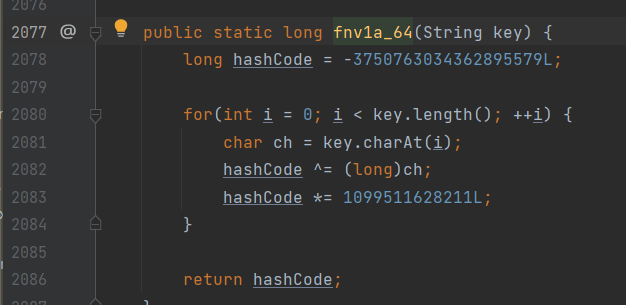 2076
2077 @ public static long fnv1a_64(String key) {
2078 long hashCode = -3750763034362895579L;
2079
2080 for(int i = 0; i < key.length(); ++i) {
2081 char ch = key.charAt(i);
2082 hashCode ^= (long)ch;
2083 hashCode *= 1099511628211L;
2084 }
2085
2086 return hashCode;